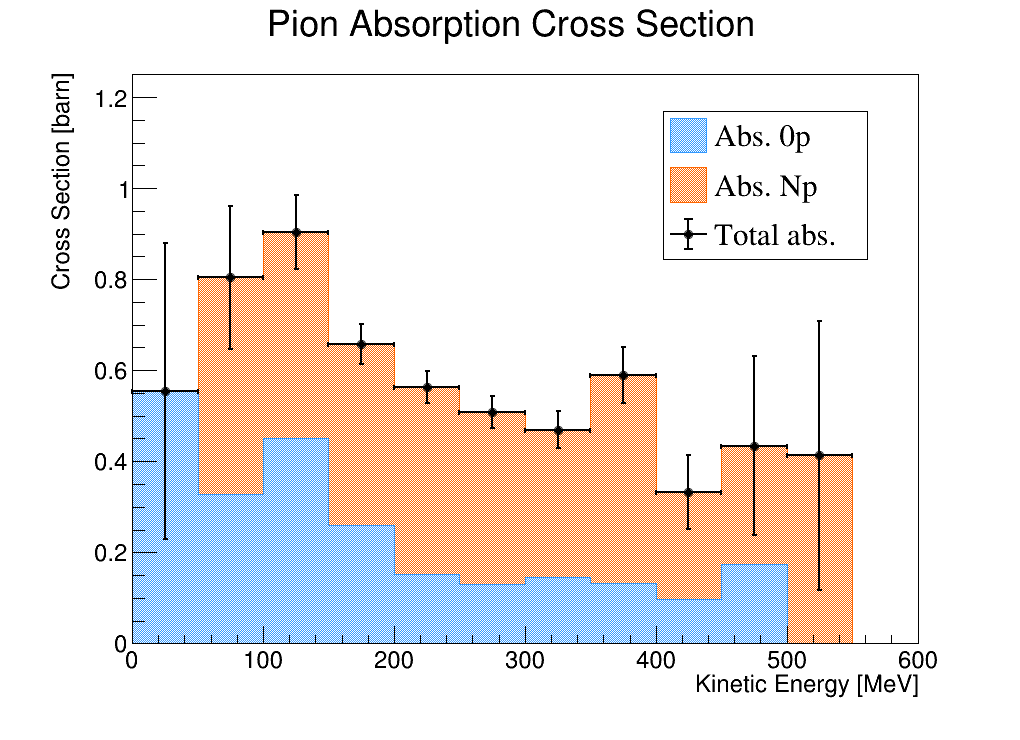 Pion Absorption Cross Section
Cross Section [barn]
1.2
1
0.8
0.6
0.4
0.2
0
Abs. 0p
Abs. Np
Total abs.
0 100 200 300 400 500 600
Kinetic Energy [MeV]